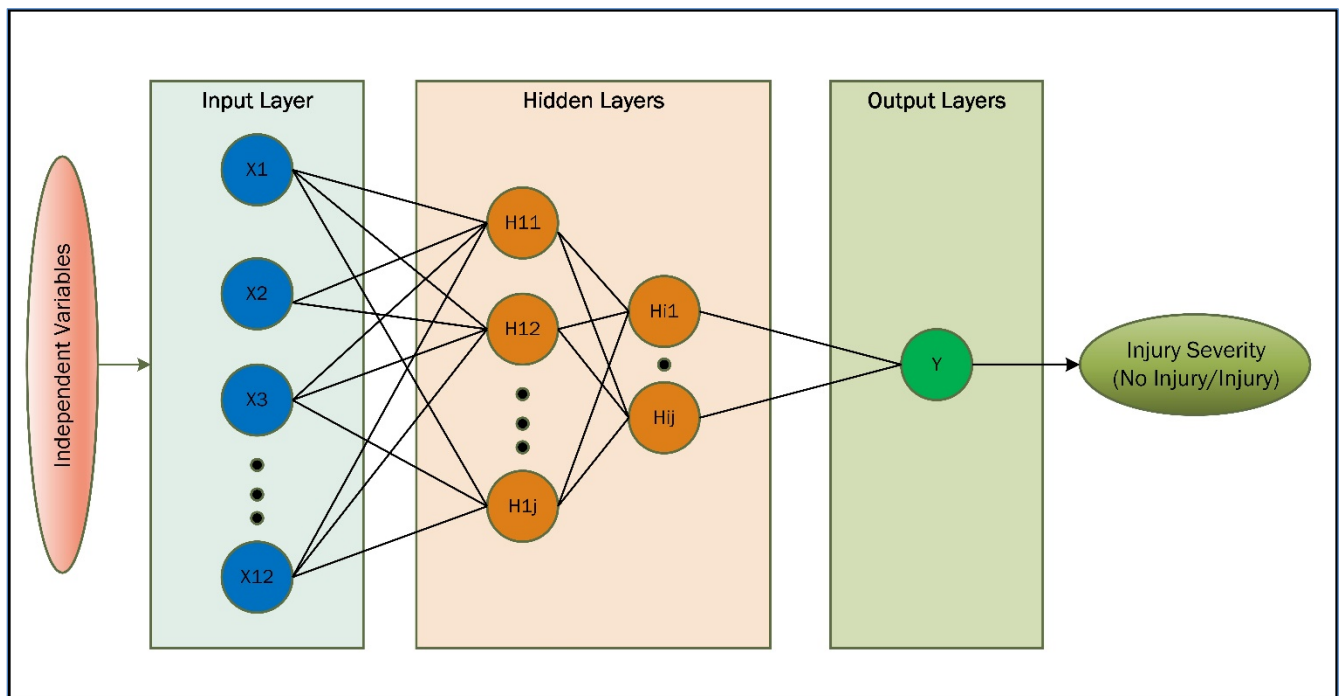 Independent Variables
Input Layer
X1
X2
X3
X12
Hidden Layers
H11
H12
H1j
Hi1
Hij
Output Layers
Y
Injury Severity
(No Injury/Injury)